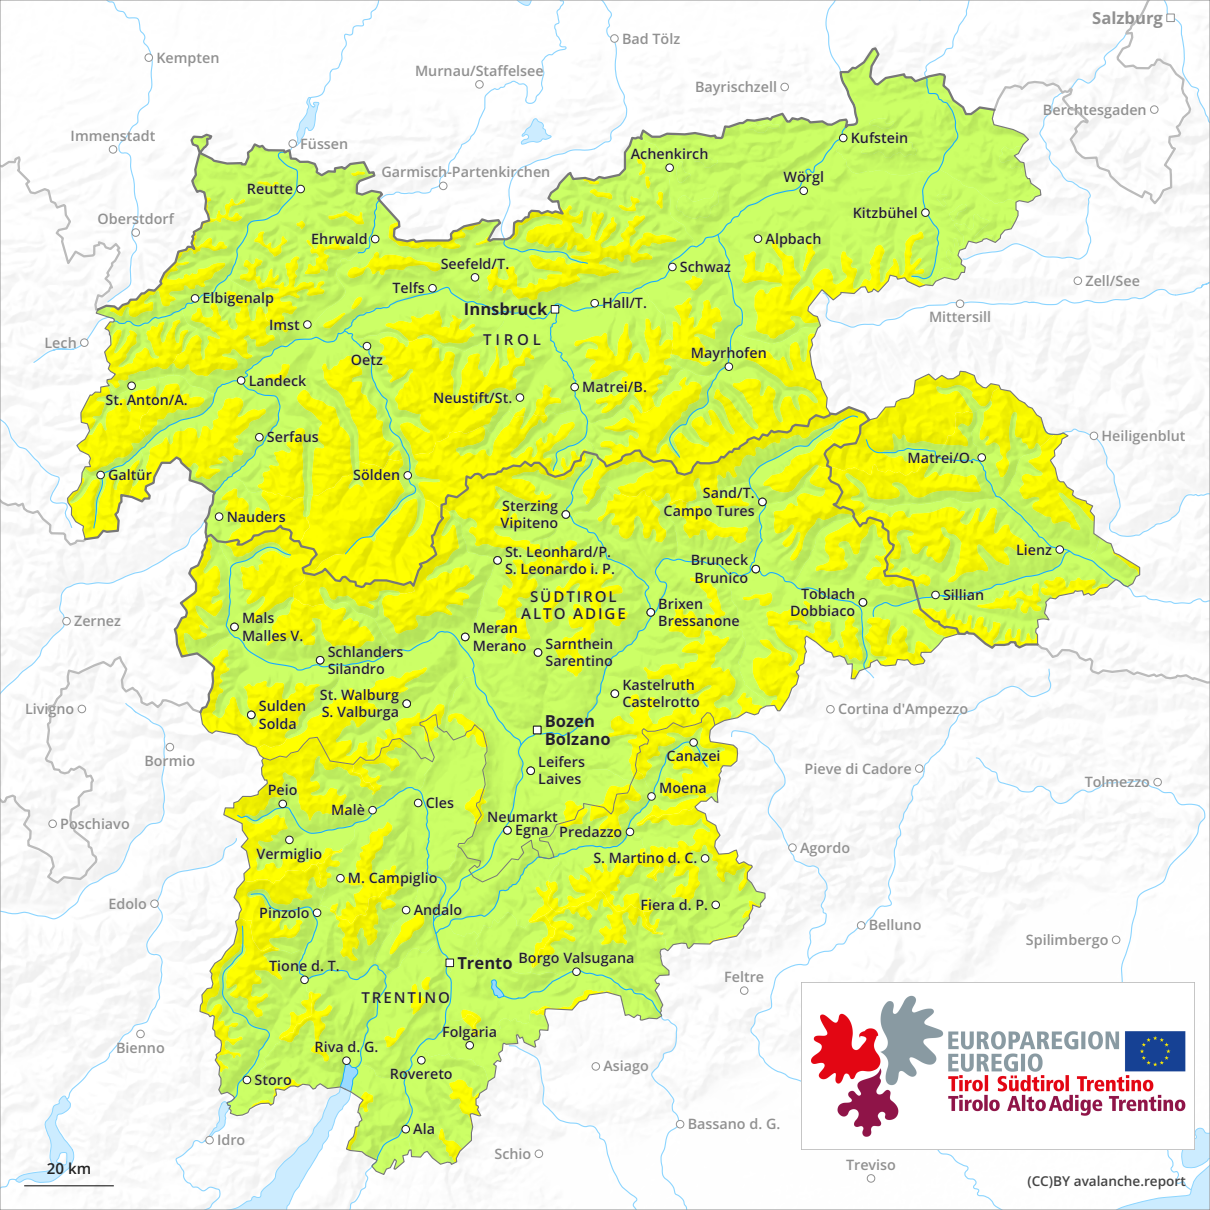 Salzburg
Bad Tölz
Kempten
Murnau/Staffelsee
Bayrischzell
Berchtesgaden
Immenstadt
Füssen
Kufstein
Achenkirch
Garmisch-Partenkirchen
Wörgl
Reutte
Oberstdorf
Kitzbühel
Ehrwald
Alpbach
Seefeld/T.
Schwaz
Zell/See
Telfs
Elbigenalp
Hall/T.
Innsbruck
Mittersill
Imst
TIROL
Lech
Oetz
Mayrhofen
Landeck
Matrei/B.
St. Anton/A.
Neustift/St.
Serfaus
Heiligenblut
Matrei/O.
Galtür
Sölden
Sand/T.
Campo Tures
Sterzing
Vipiteno
Nauders
St. Leonhard/P.
S. Leonardo i. P.
Lienz
Bruneck
Brunico
SÜDTIROL
ALTO ADIGE
Toblach
Dobbiaco
Sillian
Brixen
Bressanone
Zernez
Mals
Malles V.
Meran
Merano
Sarnthein
Sarentino
Schlanders
Silandro
Kastelruth
Castelrotto
St. Walburg
S. Valburga
Livigno
Sulden
Solda
Cortina d'Ampezzo
Bozen
Bolzano
Bormio
Canazei
Leifers
Laives
Pieve di Cadore
Tolmezzo
Peio
Moena
Malè
Cles
Neumarkt
Egna
Poschiavo
Predazzo
Vermiglio
Agordo
S. Martino d. C.
M. Campiglio
Edolo
Pinzolo
Andalo
Fiera d. P.
Belluno
Spilimbergo
Trento
Borgo Valsugana
Tione d. T.
Feltre
TRENTINO
Folgaria
Bienno
Riva d. G.
EUROPAREGION
EUREGIO
Asiago
Rovereto
Storo
Tirol Südtirol Trentino
Tirolo Alto Adige Trentino
Ala
Bassano d. G.
Idro
Schio
Treviso
20 km
(CC)BY avalanche.report